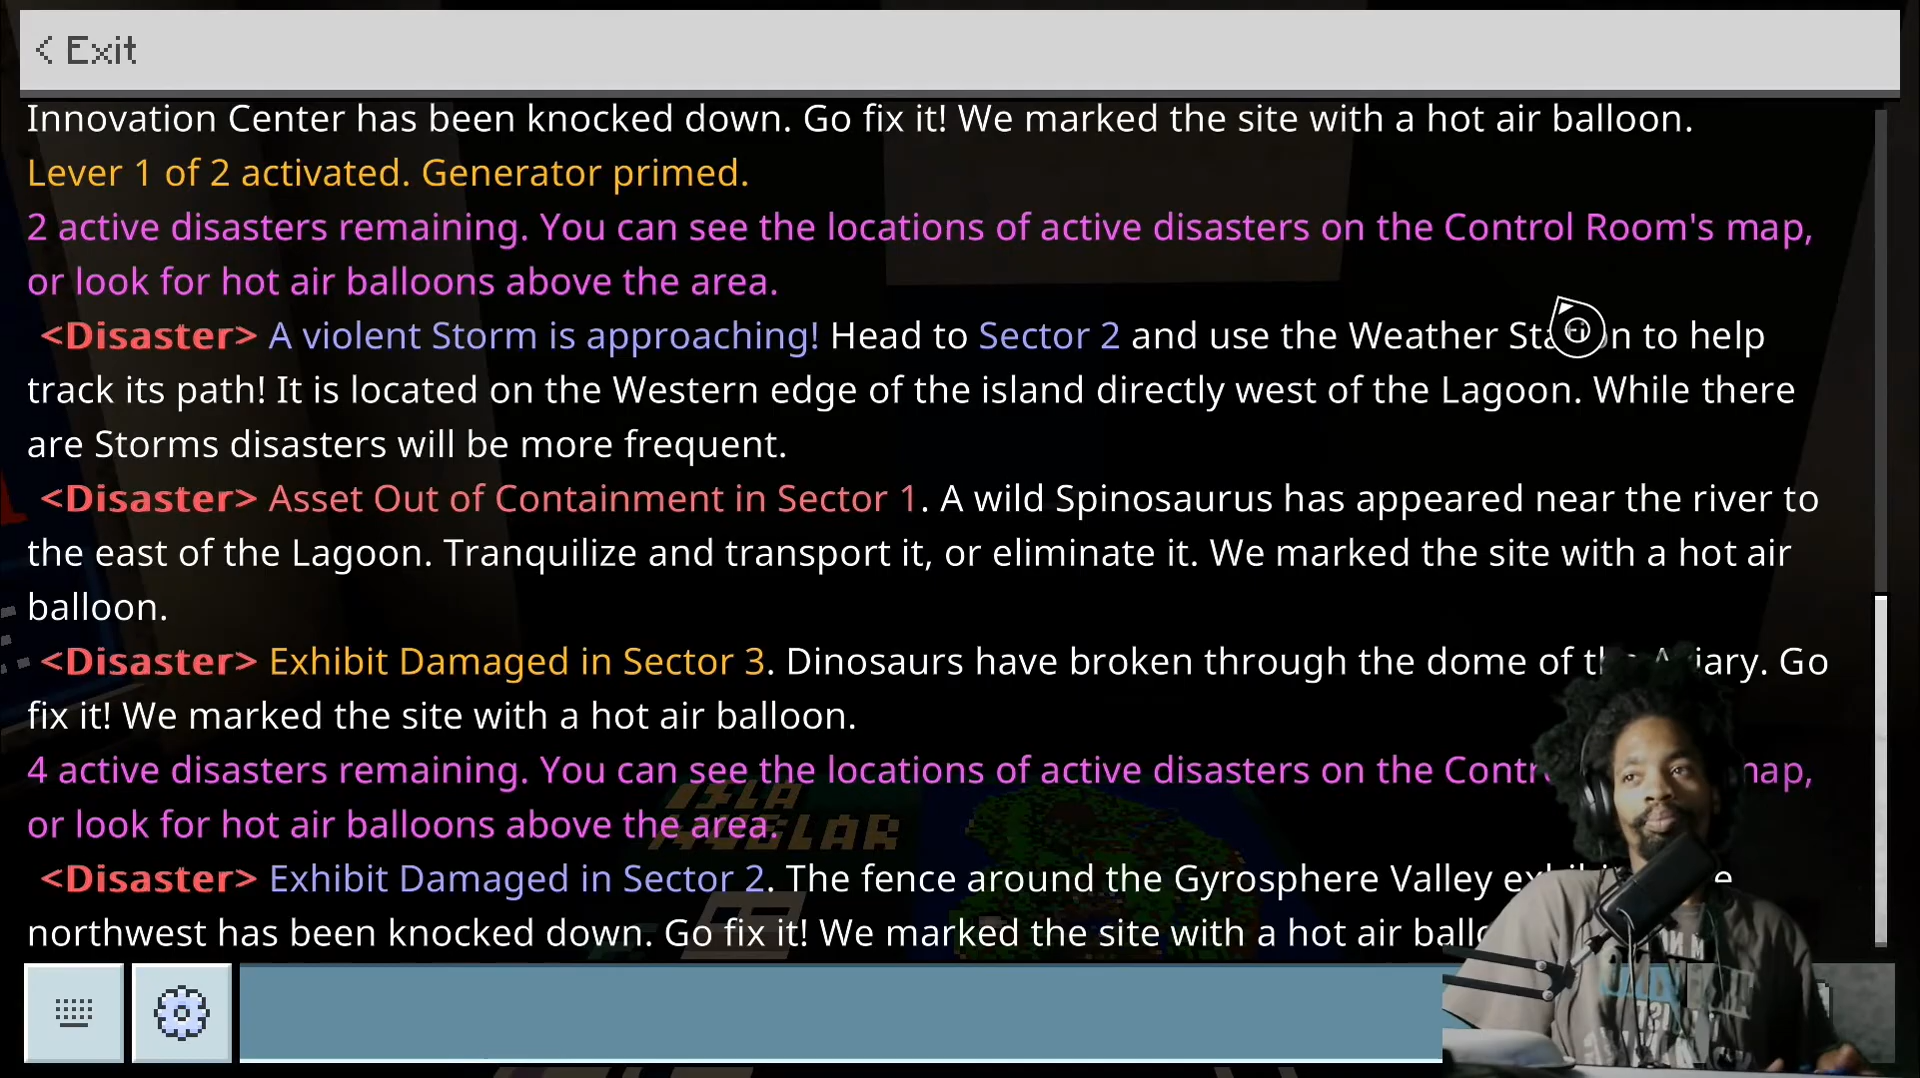 < Exit
Innovation Center has been knocked down. Go fix it! We marked the site with a hot air balloon.
Lever 1 of 2 activated. Generator primed.
2 active disasters remaining. You can see the locations of active disasters on the Control Room's map,
or look for hot air balloons above the area.
<Disaster> A violent Storm is approaching! Head to Sector 2 and use the Weather Station to help
track its path! It is located on the Western edge of the island directly west of the Lagoon. While there
are Storms disasters will be more frequent.
<Disaster> Asset Out of Containment in Sector 1. A wild Spinosaurus has appeared near the river to
the east of the Lagoon. Tranquilize and transport it, or eliminate it. We marked the site with a hot air
balloon.
<Disaster> Exhibit Damaged in Sector 3. Dinosaurs have broken through the dome of the Aviary. Go
fix it! We marked the site with a hot air balloon.
4 active disasters remaining. You can see the locations of active disasters on the map,
or look for hot air balloons above the area.
ISLA
NUBLAR
<Disaster> Exhibit Damaged in Sector 2. The fence around the Gyrosphere Valley
northwest has been knocked down. Go fix it! We marked the site with a hot air